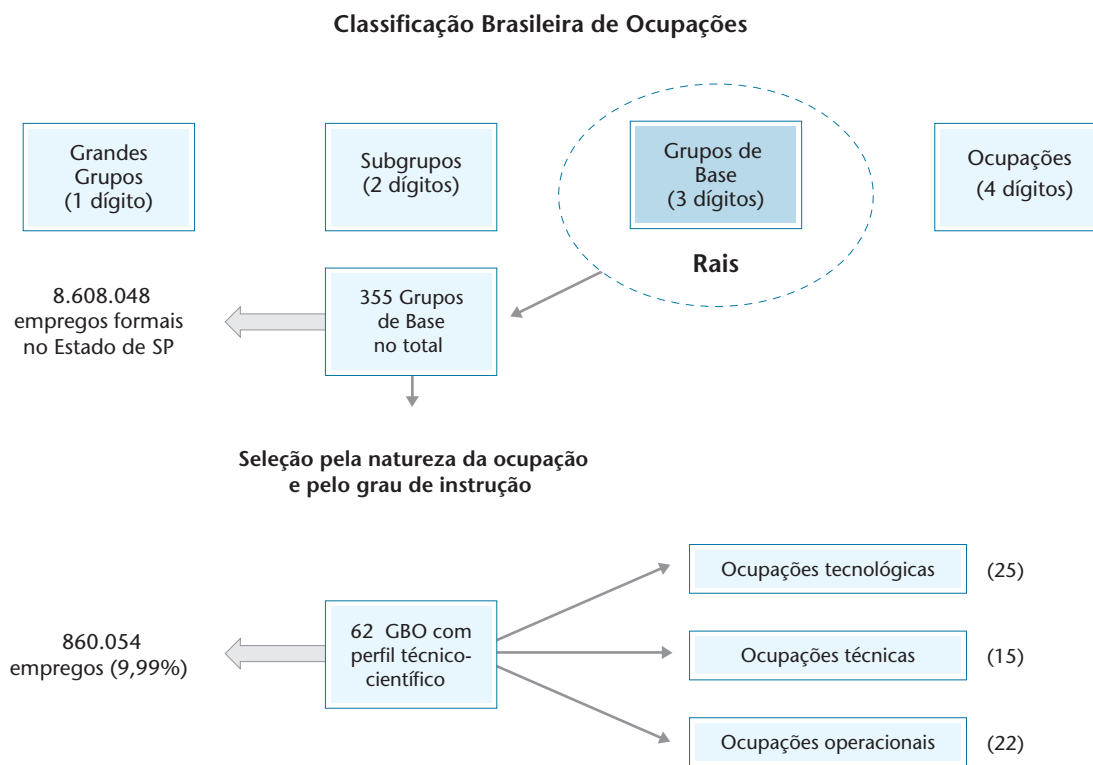 Classificação Brasileira de Ocupações
Grandes
Grupos
(1 dígito)
Subgrupos
(2 dígitos)
Grupos de
Base
(3 dígitos)
Ocupações
(4 dígitos)
Rais
8.608.048
empregos formais
no Estado de SP
355 Grupos
de Base
no total
Seleção pela natureza da ocupação
e pelo grau de instrução
860.054
empregos (9,99%)
62 GBO com
perfil técnico-
científico
Ocupações tecnológicas (25)
Ocupações técnicas (15)
Ocupações operacionais (22)